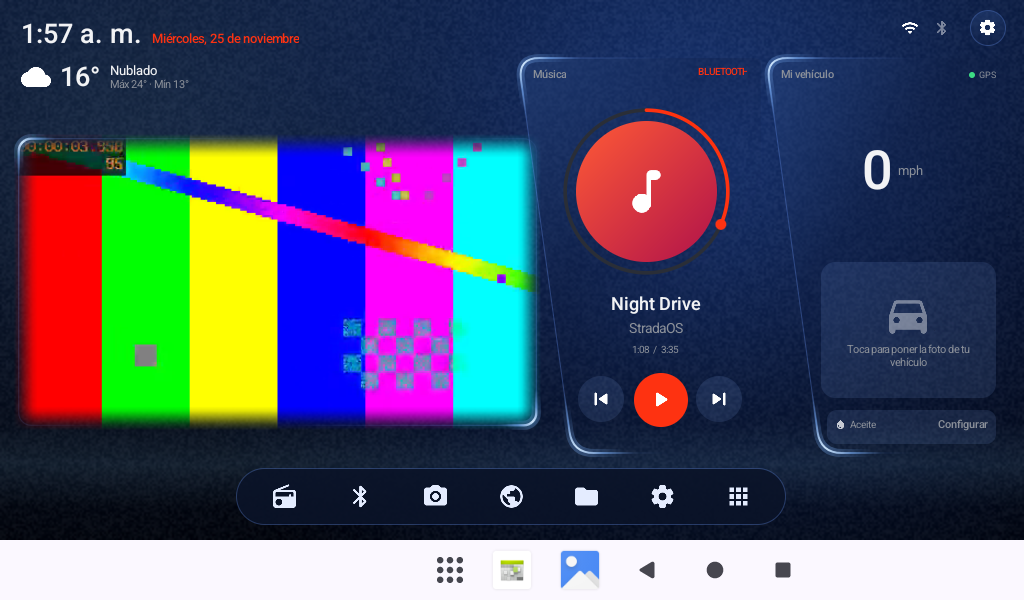 1:57 a. m. Miércoles, 25 de noviembre
16° Nublado
Máx 24° · Mín 13°
95
Música
BLUETOOTH
Night Drive
StradaOS
1:08 / 3:35
Mi vehículo
GPS
0 mph
Toca para poner la foto de tu
vehículo
Aceite
Configurar